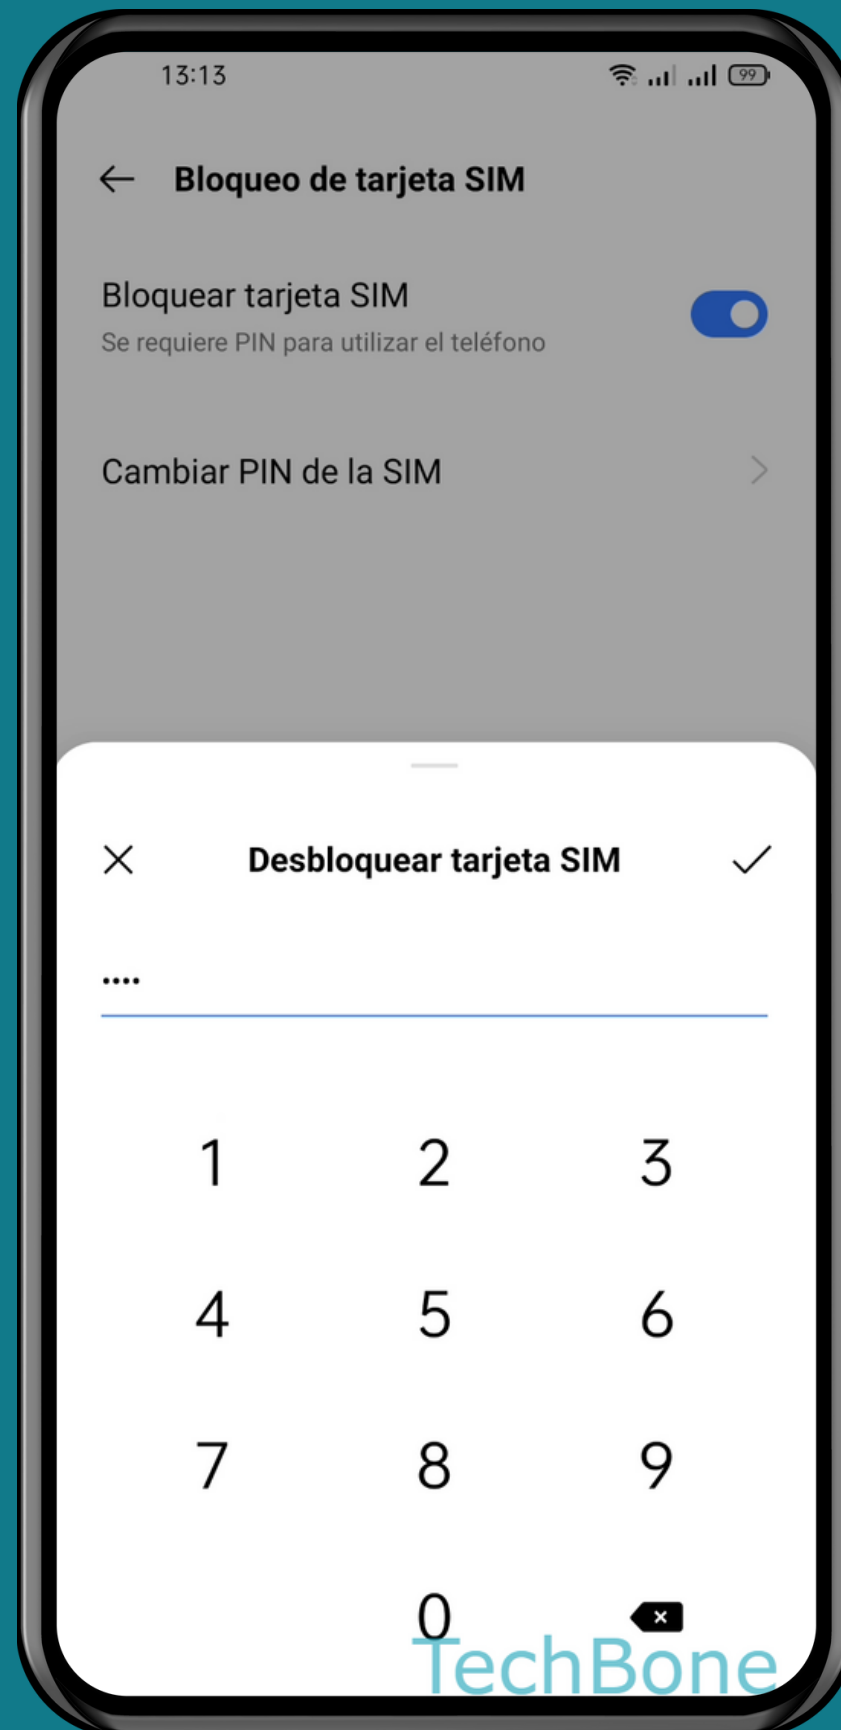 13:13
99
Bloqueo de tarjeta SIM
Bloquear tarjeta SIM
Se requiere PIN para utilizar el teléfono
Cambiar PIN de la SIM
Desbloquear tarjeta SIM
••••
1 2 3
4 5 6
7 8 9
0
TechBone